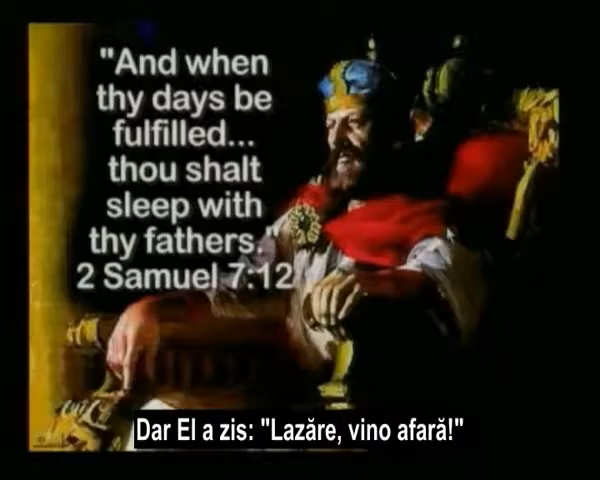 "And when
thy days be
fulfilled...
thou shalt
sleep with
thy fathers."
2 Samuel 7:12
Dar El a zis: "Lazăre, vino afară!"